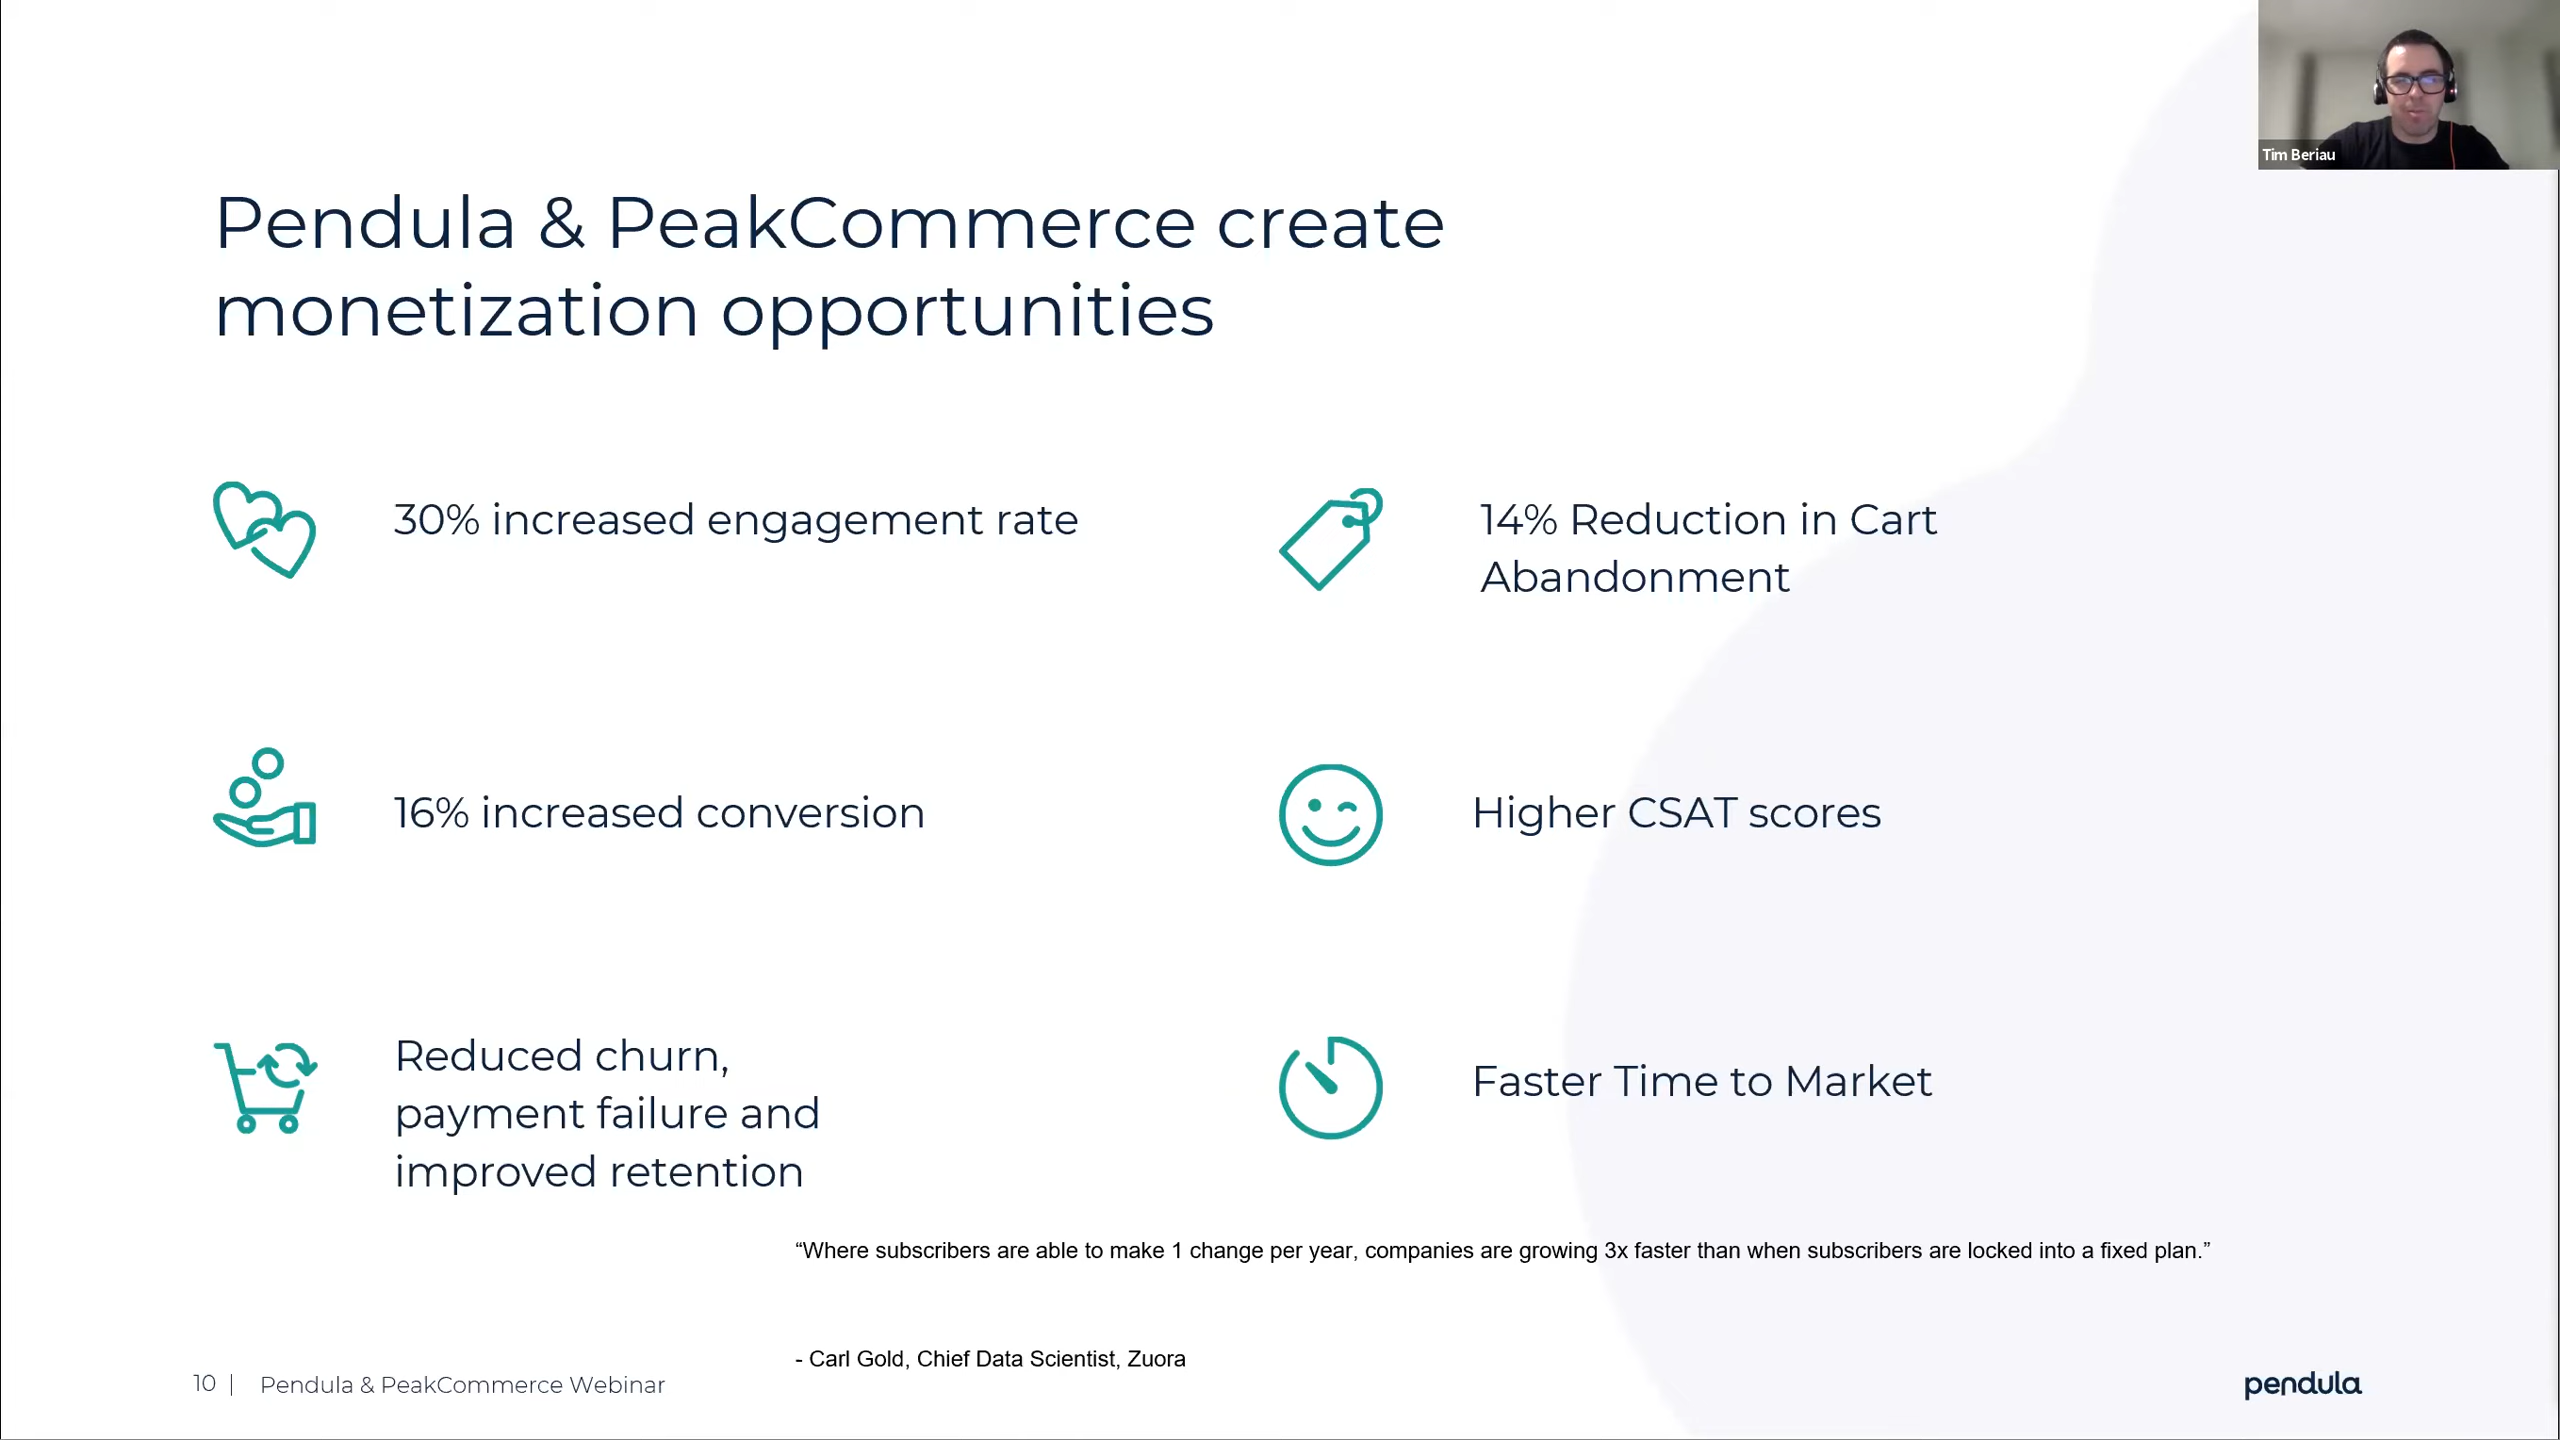 Tim Beriau
Pendula & PeakCommerce create
monetization opportunities
30% increased engagement rate
14% Reduction in Cart
Abandonment
16% increased conversion
Higher CSAT scores
Reduced churn,
payment failure and
improved retention
Faster Time to Market
“Where subscribers are able to make 1 change per year, companies are growing 3x faster than when subscribers are locked into a fixed plan.”
- Carl Gold, Chief Data Scientist, Zuora
10 | Pendula & PeakCommerce Webinar
pendula